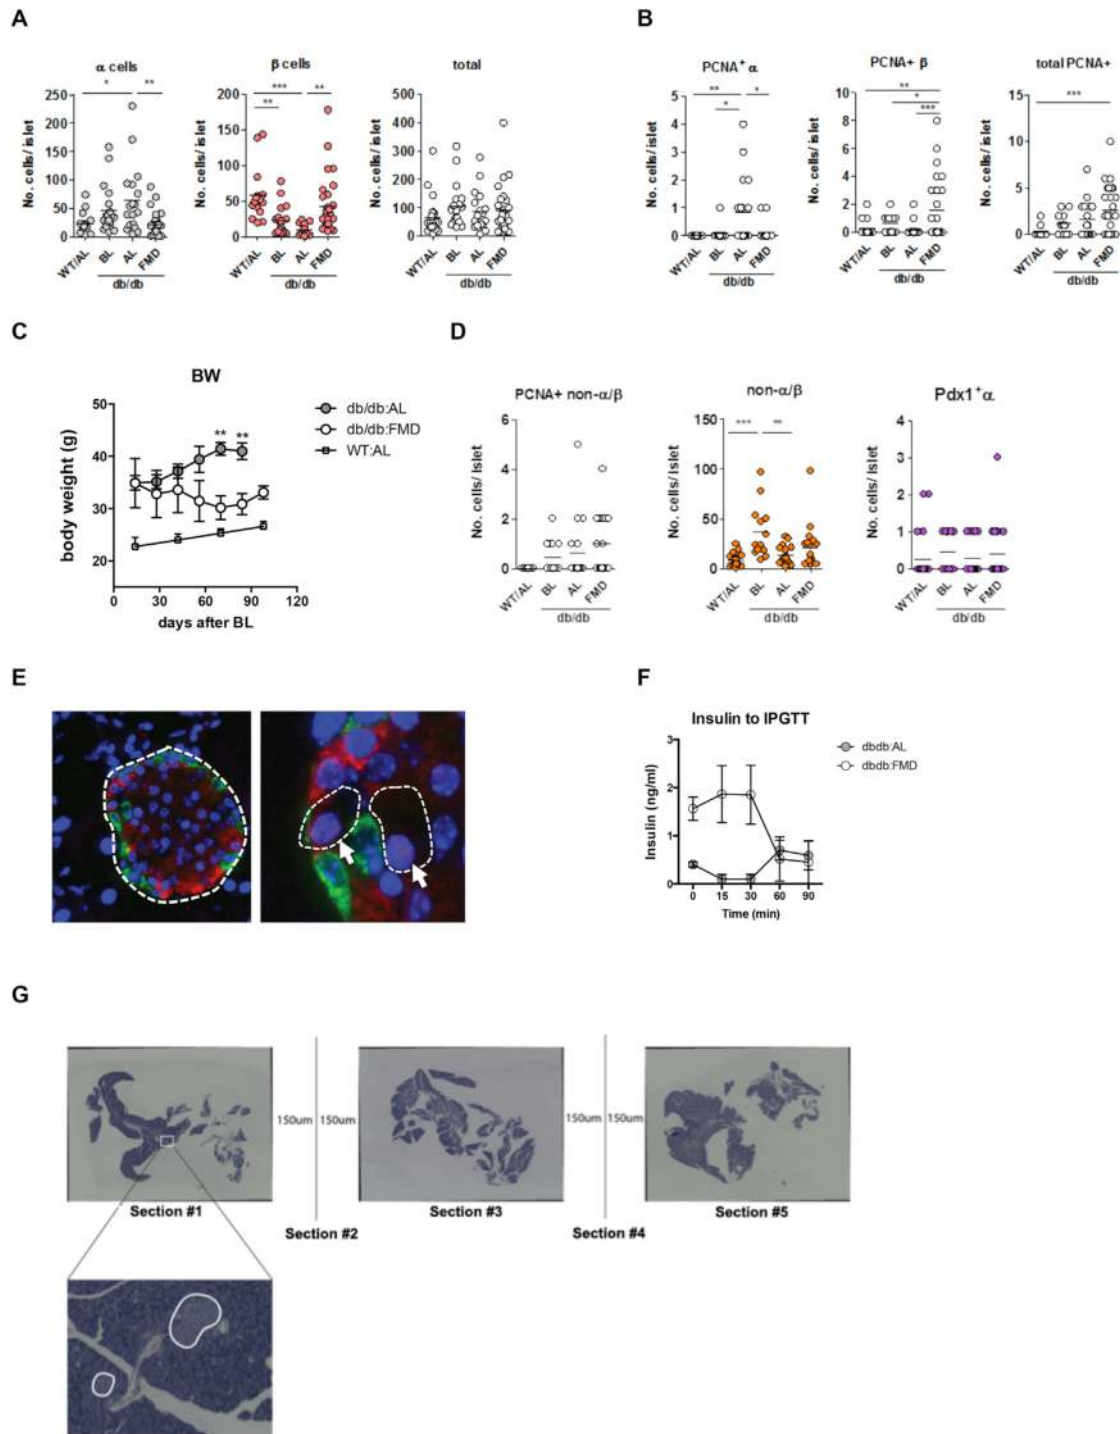 A
B
α cells
β cells
total
PCNA⁺ α
PCNA+ β
total PCNA+
No. cells/ islet
250
200
150
100
50
0
*
**
WT/AL
BL
AL
FMD
db/db
No. cells/ islet
200
150
100
50
0
***
**
**
WT/AL
BL
AL
FMD
db/db
No. cells/ islet
500
400
300
200
100
0
WT/AL
BL
AL
FMD
db/db
No. cells/ islet
5
4
3
2
1
0
**
*
*
WT/AL
BL
AL
FMD
db/db
No. cells/ islet
10
8
6
4
2
0
**
*
***
WT/AL
BL
AL
FMD
db/db
No. cells/ islet
15
10
5
0
***
WT/AL
BL
AL
FMD
db/db
C
BW
body weight (g)
50
40
30
20
** **
0 30 60 90 120
days after BL
db/db:AL
db/db:FMD
WT:AL
D
PCNA+ non-α/β
No. cells/ islet
6
4
2
0
WT/AL
BL
AL
FMD
db/db
non-α/β
No. cells/ islet
150
100
50
0
***
**
WT/AL
BL
AL
FMD
db/db
Pdx1⁺α
No. cells/ islet
4
3
2
1
0
WT/AL
BL
AL
FMD
db/db
E
F
Insulin to IPGTT
Insulin (ng/ml)
3
2
1
0
0 15 30 60 90
Time (min)
dbdb:AL
dbdb:FMD
G
150um 150um
150um 150um
Section #1
Section #2
Section #3
Section #4
Section #5